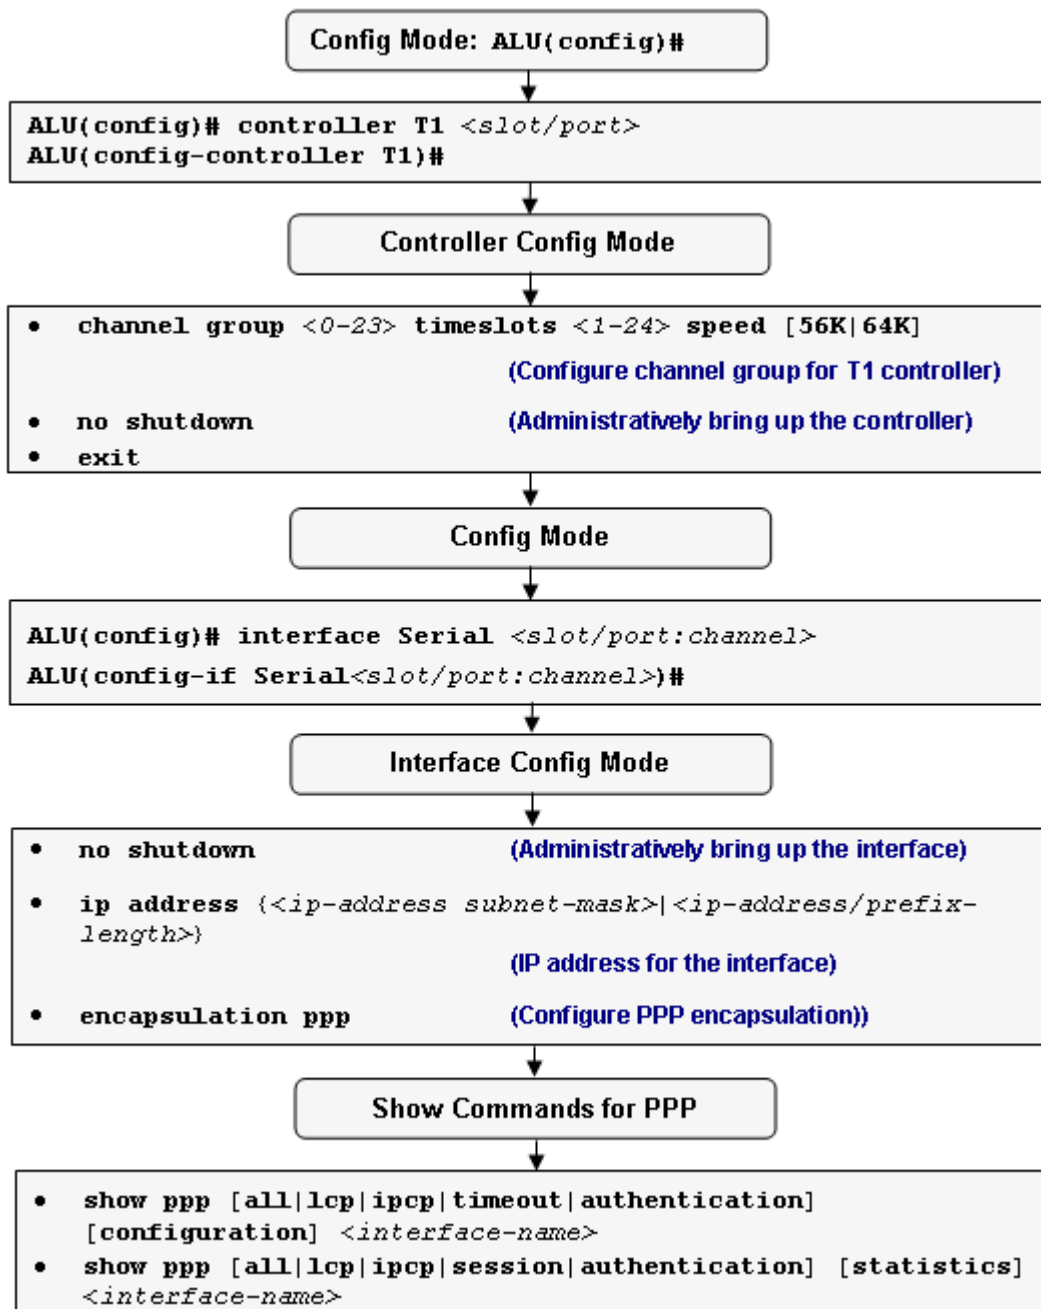 Config Mode: ALU(config)#
ALU(config)# controller T1 <slot/port>
ALU(config-controller T1)#
Controller Config Mode
• channel group <0-23> timeslots <1-24> speed [56K|64K]
(Configure channel group for T1 controller)
• no shutdown (Administratively bring up the controller)
• exit
Config Mode
ALU(config)# interface Serial <slot/port:channel>
ALU(config-if Serial<slot/port:channel>)#
Interface Config Mode
• no shutdown (Administratively bring up the interface)
• ip address {<ip-address subnet-mask>|<ip-address/prefix-
length>}
(IP address for the interface)
• encapsulation ppp (Configure PPP encapsulation))
Show Commands for PPP
• show ppp [all|lcp|ipcp|timeout|authentication]
[configuration] <interface-name>
• show ppp [all|lcp|ipcp|session|authentication] [statistics]
<interface-name>